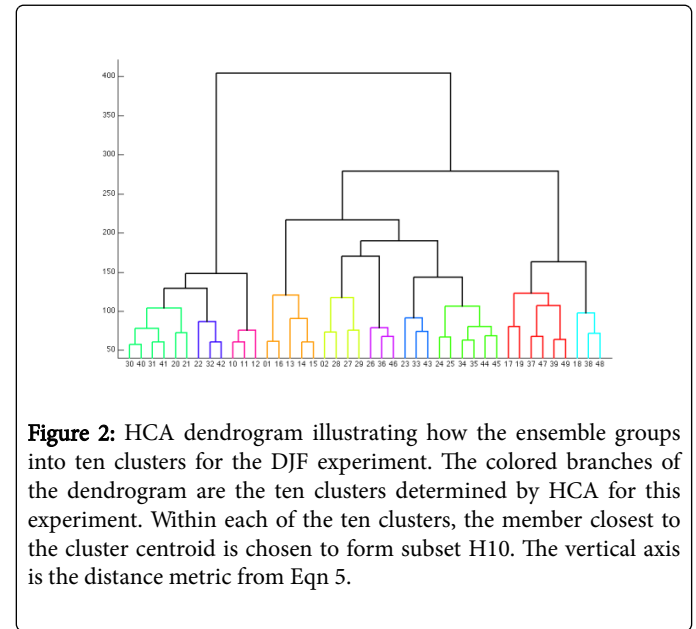 400
350
300
250
200
150
100
50
30 40 31 41 20 21 22 32 42 10 11 12 01 16 13 14 15 02 28 27 29 26 36 46 23 33 43 24 25 34 35 44 45 17 19 37 47 39 49 18 38 48
Figure 2: HCA dendrogram illustrating how the ensemble groups
into ten clusters for the DJF experiment. The colored branches of
the dendrogram are the ten clusters determined by HCA for this
experiment. Within each of the ten clusters, the member closest to
the cluster centroid is chosen to form subset H10. The vertical axis
is the distance metric from Eqn 5.